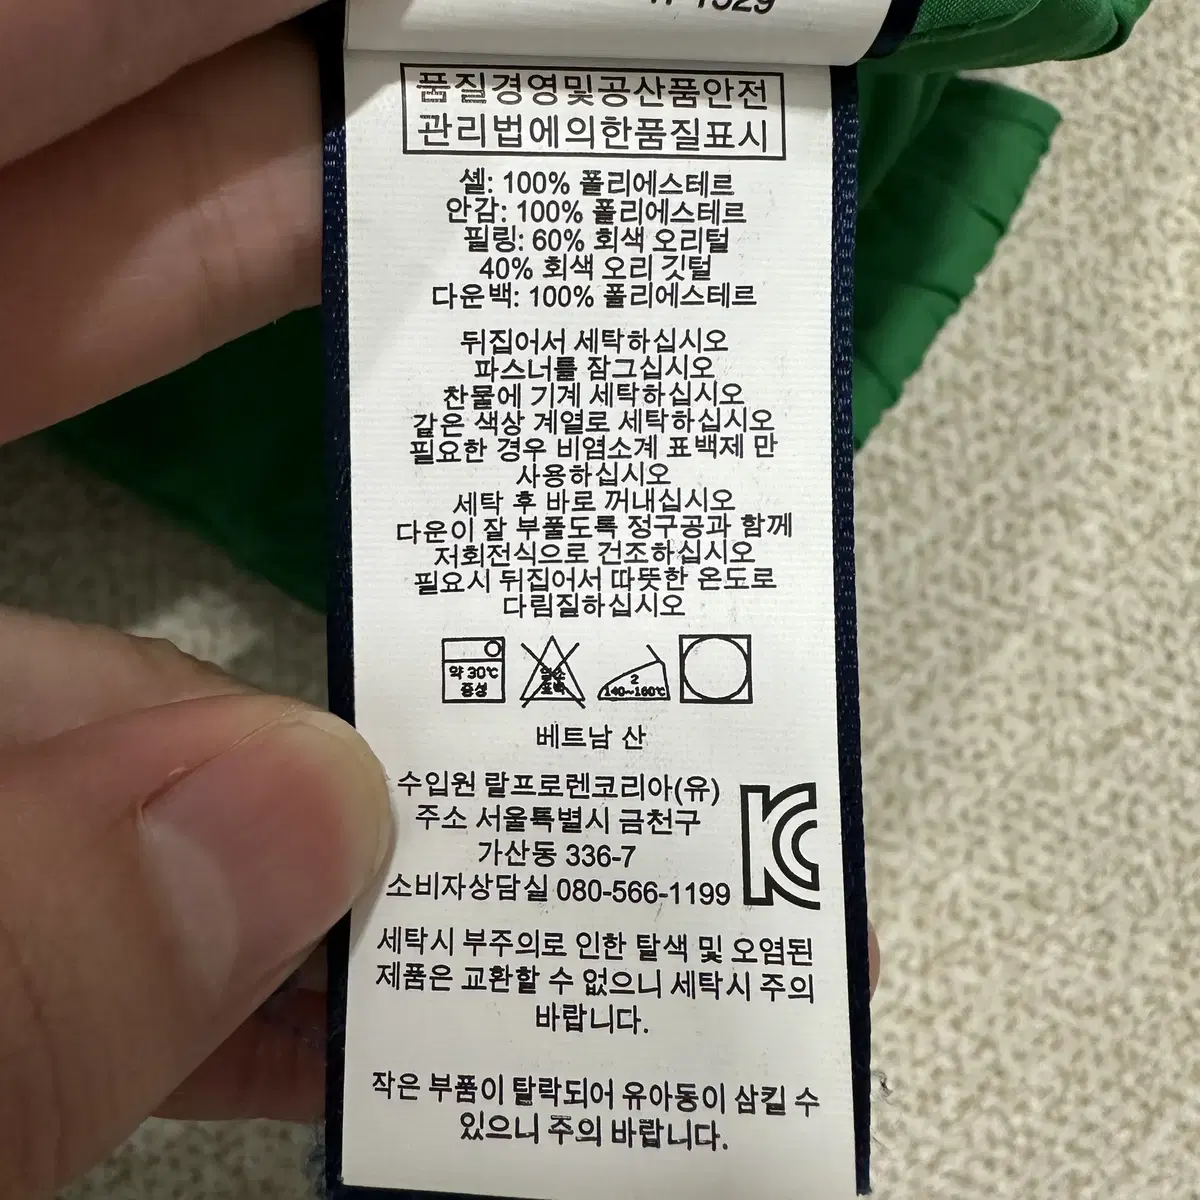 1529
품질경영및공산품안전
관리법에의한품질표시
셸: 100% 폴리에스테르
안감: 100% 폴리에스테르
필링: 60% 회색 오리털
40% 회색 오리 깃털
다운백: 100% 폴리에스테르
뒤집어서 세탁하십시오
파스너를 잠그십시오
찬물에 기계 세탁하십시오
같은 색상 계열로 세탁하십시오
필요한 경우 비염소계 표백제 만
사용하십시오
세탁 후 바로 꺼내십시오
다운이 잘 부풀도록 정구공과 함께
저회전식으로 건조하십시오
필요시 뒤집어서 따뜻한 온도로
다림질하십시오
약 30℃
중성
염소
표백
2
140~160℃
베트남 산
수입원 랄프로렌코리아(유)
주소 서울특별시 금천구
가산동 336-7
소비자상담실 080-566-1199
세탁시 부주의로 인한 탈색 및 오염된
제품은 교환할 수 없으니 세탁시 주의
바랍니다.
작은 부품이 탈락되어 유아동이 삼킬 수
있으니 주의 바랍니다.